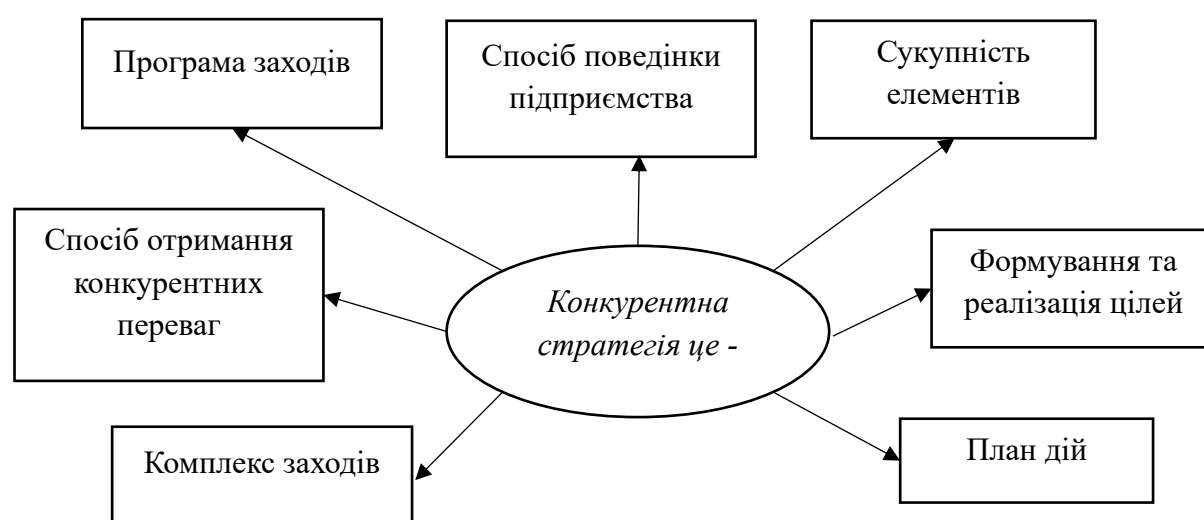 Програма заходів
Спосіб поведінки
підприємства
Сукупність
елементів
Спосіб отримання
конкурентних
переваг
Конкурентна
стратегія це -
Формування та
реалізація цілей
Комплекс заходів
План дій